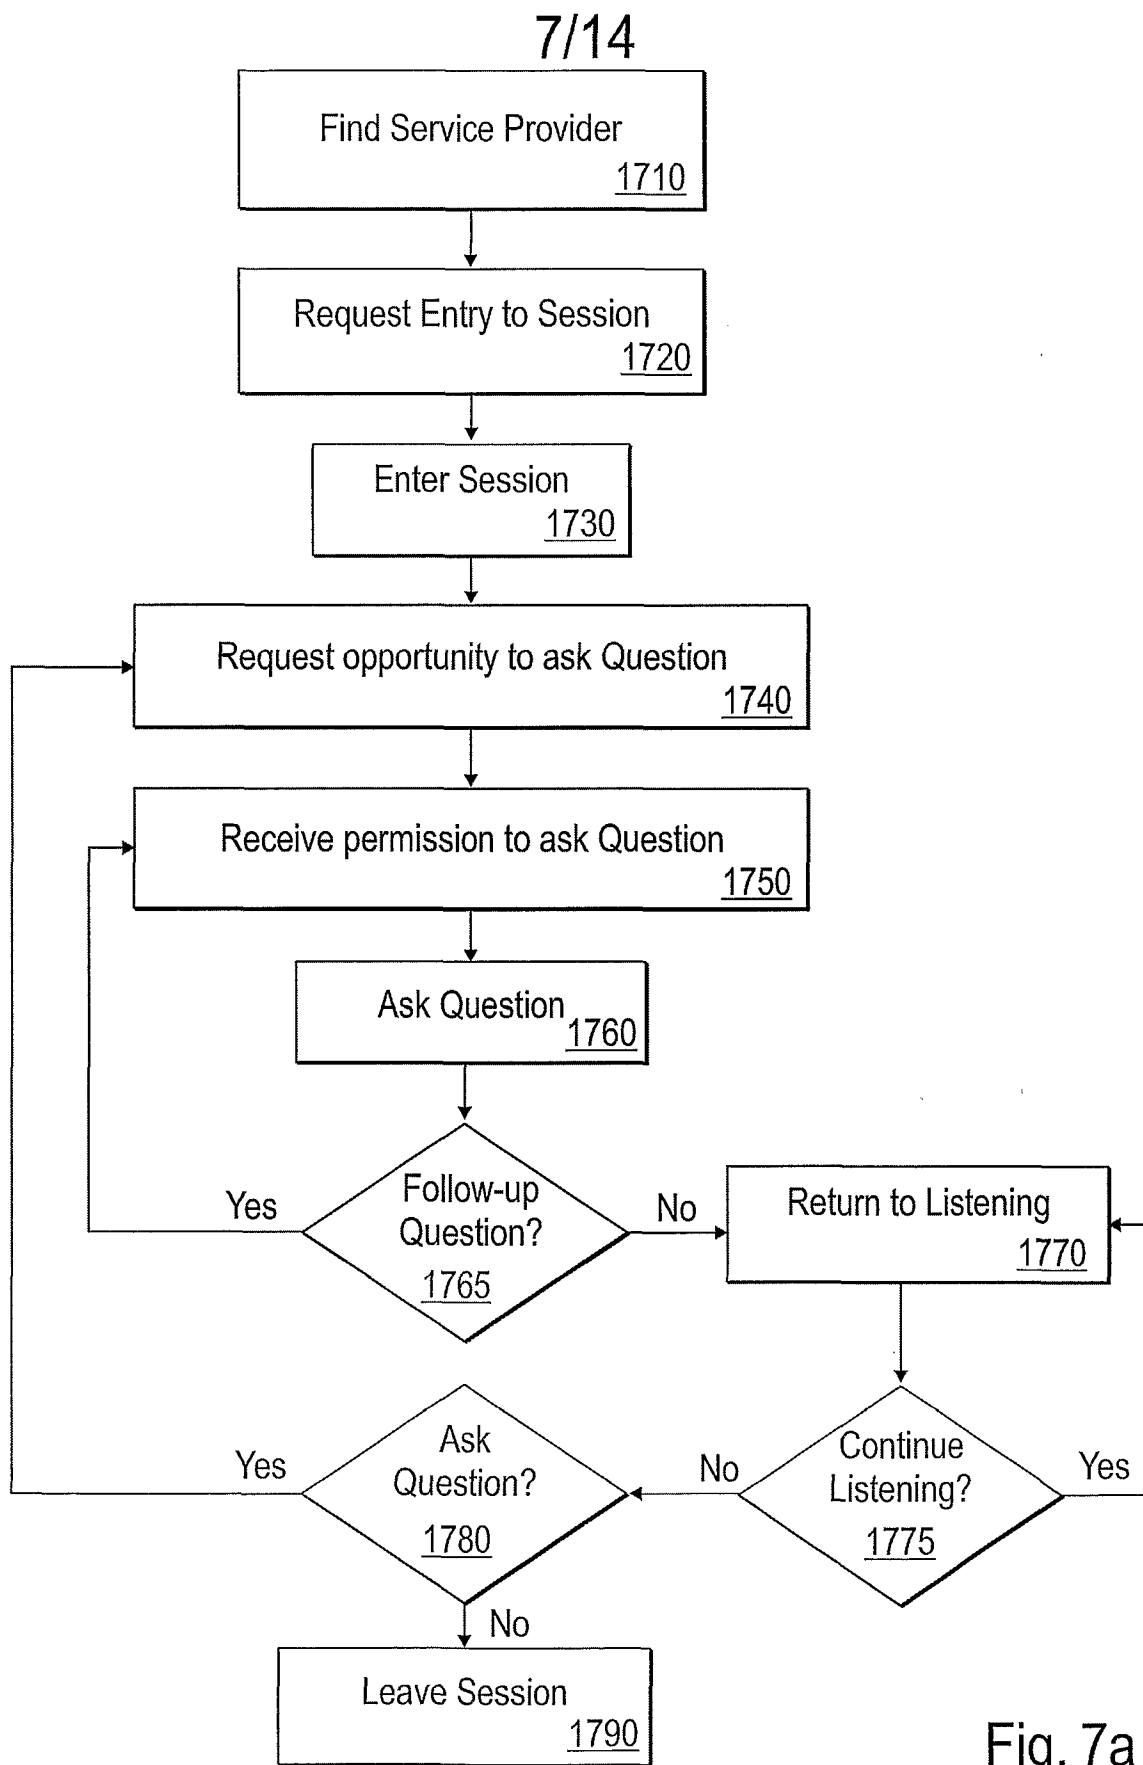 7/14
Find Service Provider
1710
Request Entry to Session
1720
Enter Session
1730
Request opportunity to ask Question
1740
Receive permission to ask Question
1750
Ask Question
1760
Follow-up
Question?
1765
Yes
No
Return to Listening
1770
Continue
Listening?
1775
Yes
No
Ask
Question?
1780
Yes
No
Leave Session
1790
Fig. 7a